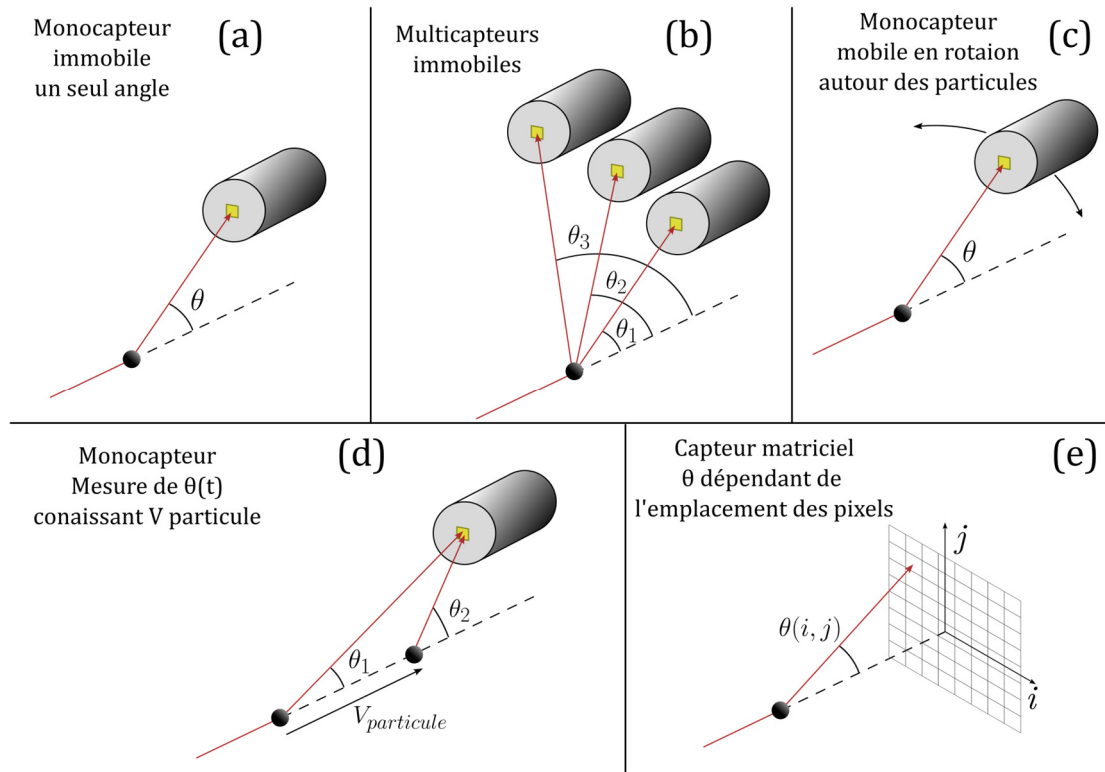 Monocapteur
immobile
un seul angle
(a)
θ
Multicapteurs
immobiles
(b)
θ3
θ2
θ1
Monocapteur
mobile en rotaion
autour des particules
(c)
θ
Monocapteur
Mesure de θ(t)
conaissant V particule
(d)
θ1
θ2
Vparticule
Capteur matriciel
θ dépendant de
l'emplacement des pixels
(e)
j
θ(i, j)
i